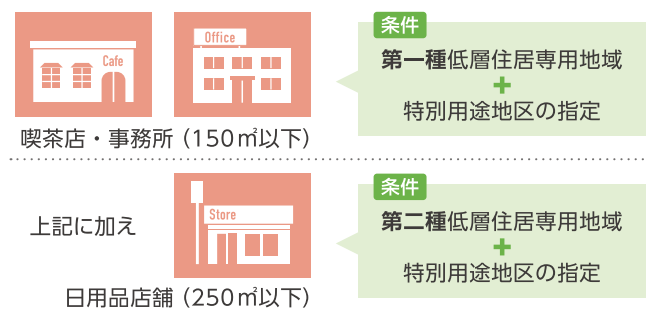 Cafe
Office
喫茶店・事務所（150㎡以下）
条件
第一種低層住居専用地域
+
特別用途地区の指定
上記に加え
Store
日用品店舗（250㎡以下）
条件
第二種低層住居専用地域
+
特別用途地区の指定